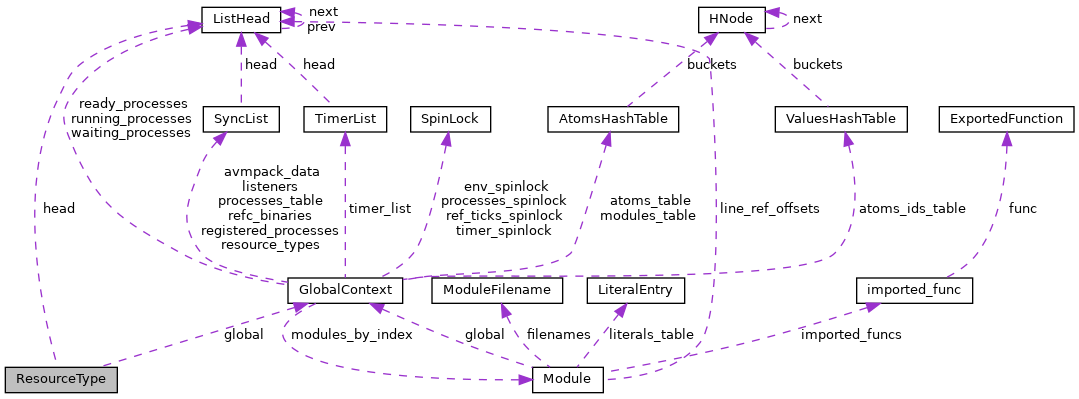 ListHead
next
prev
HNode
next
head
head
buckets
buckets
ready_processes
running_processes
waiting_processes
SyncList
TimerList
SpinLock
AtomsHashTable
ValuesHashTable
ExportedFunction
avmpack_data
listeners
processes_table
refc_binaries
registered_processes
resource_types
env_spinlock
processes_spinlock
ref_ticks_spinlock
timer_spinlock
atoms_table
modules_table
head
timer_list
line_ref_offsets
atoms_ids_table
func
GlobalContext
ModuleFilename
LiteralEntry
imported_func
global
modules_by_index
global
filenames
literals_table
imported_funcs
ResourceType
Module